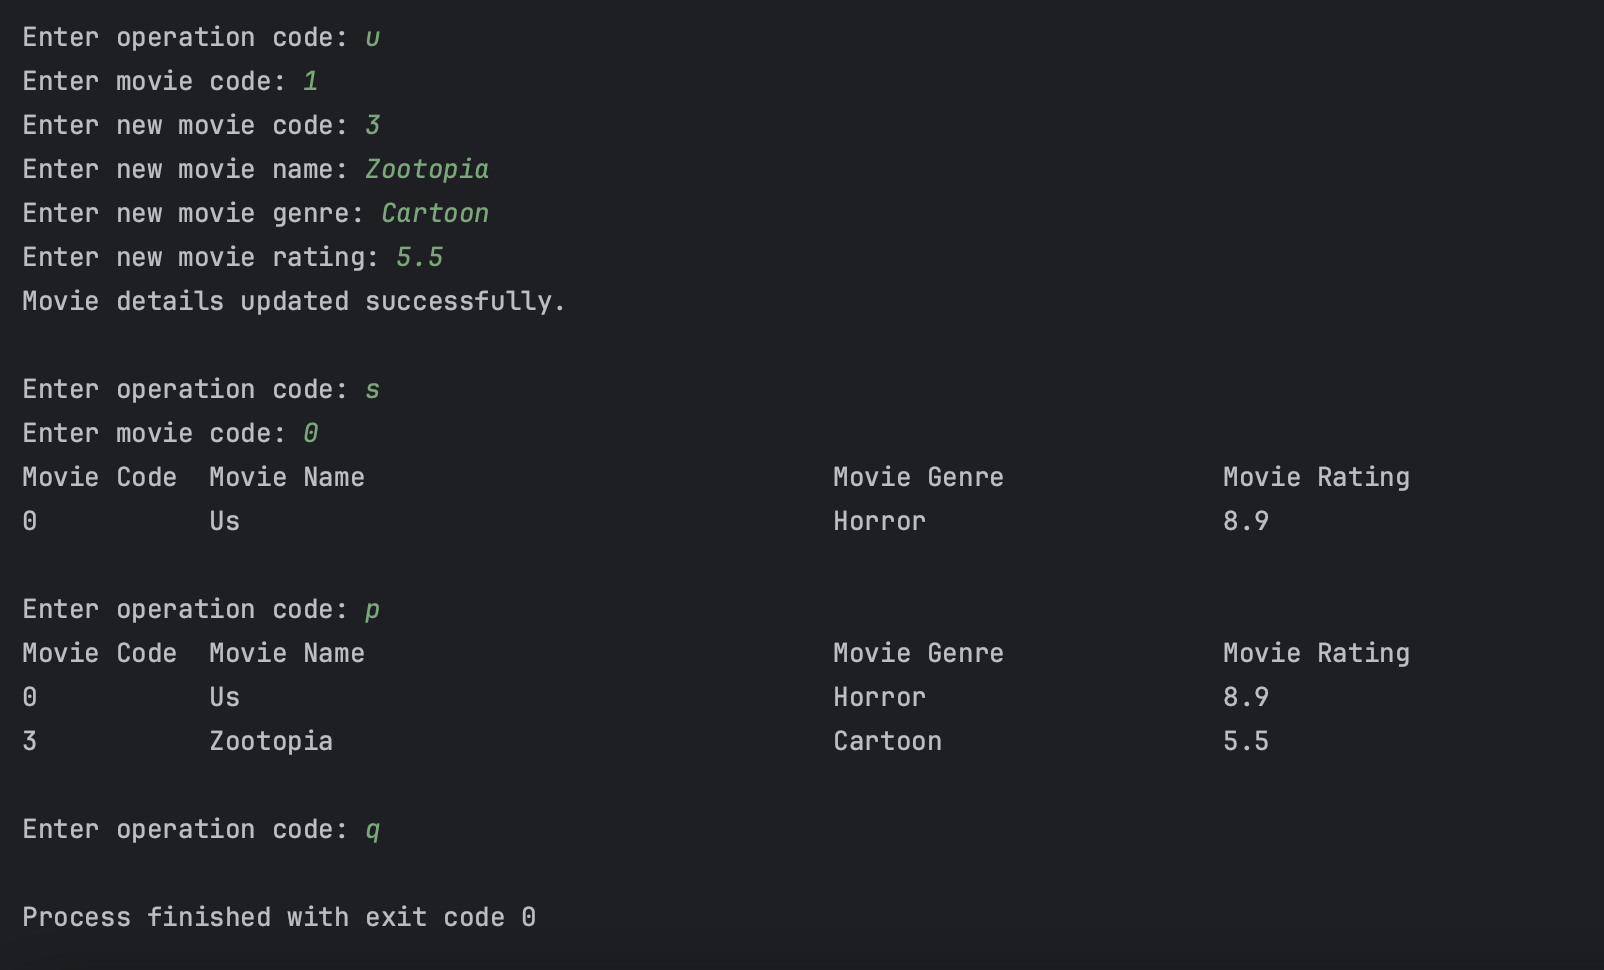 Enter operation code: u
Enter movie code: 1
Enter new movie code: 3
Enter new movie name: Zootopia
Enter new movie genre: Cartoon
Enter new movie rating: 5.5
Movie details updated successfully.
Enter operation code: s
Enter movie code: 0
Movie Code  Movie Name                              Movie Genre              Movie Rating
0           Us                                      Horror                   8.9
Enter operation code: p
Movie Code  Movie Name                              Movie Genre              Movie Rating
0           Us                                      Horror                   8.9
3           Zootopia                                Cartoon                  5.5
Enter operation code: q
Process finished with exit code 0